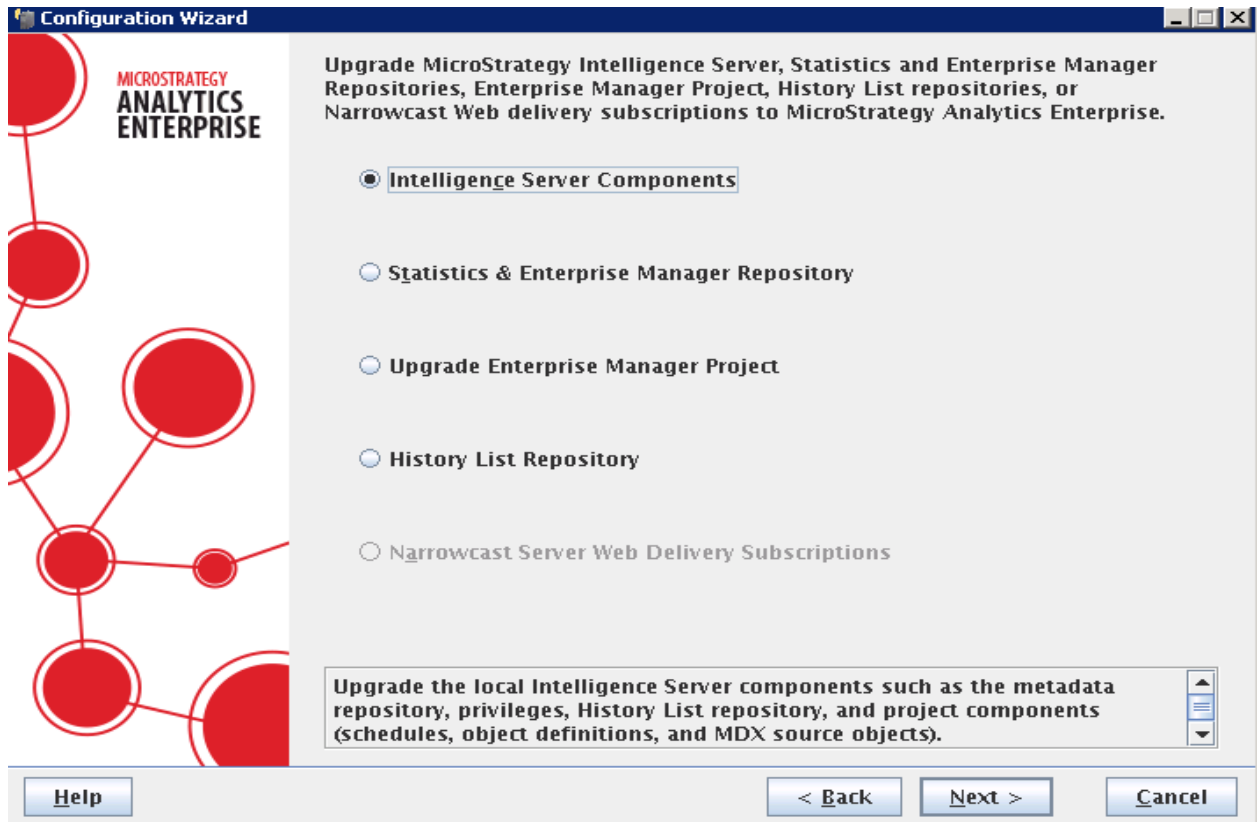 Configuration Wizard
MICROSTRATEGY
ANALYTICS
ENTERPRISE
Upgrade MicroStrategy Intelligence Server, Statistics and Enterprise Manager
Repositories, Enterprise Manager Project, History List repositories, or
Narrowcast Web delivery subscriptions to MicroStrategy Analytics Enterprise.
Intelligence Server Components
Statistics & Enterprise Manager Repository
Upgrade Enterprise Manager Project
History List Repository
Narrowcast Server Web Delivery Subscriptions
Upgrade the local Intelligence Server components such as the metadata
repository, privileges, History List repository, and project components
(schedules, object definitions, and MDX source objects).
Help
< Back
Next >
Cancel